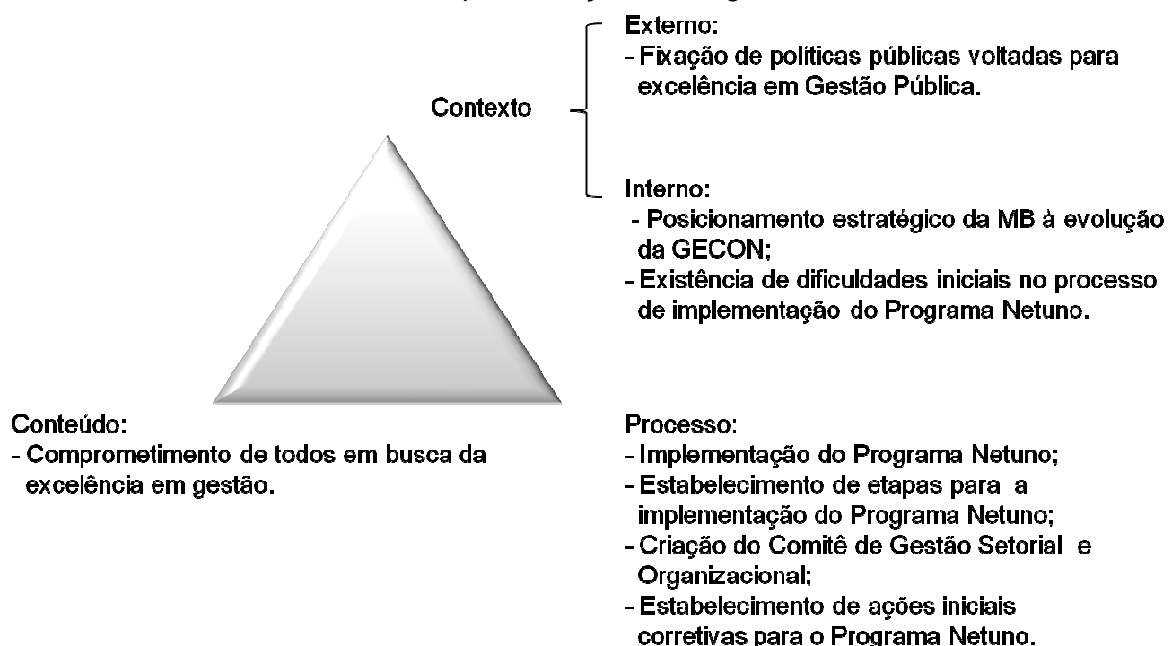 Contexto
Externo:
- Fixação de políticas públicas voltadas para
excelência em Gestão Pública.
Interno:
- Posicionamento estratégico da MB à evolução
da GECON;
- Existência de dificuldades iniciais no processo
de implementação do Programa Netuno.
Conteúdo:
- Comprometimento de todos em busca da
excelência em gestão.
Processo:
- Implementação do Programa Netuno;
- Estabelecimento de etapas para a
implementação do Programa Netuno;
- Criação do Comitê de Gestão Setorial e
Organizacional;
- Estabelecimento de ações iniciais
corretivas para o Programa Netuno.